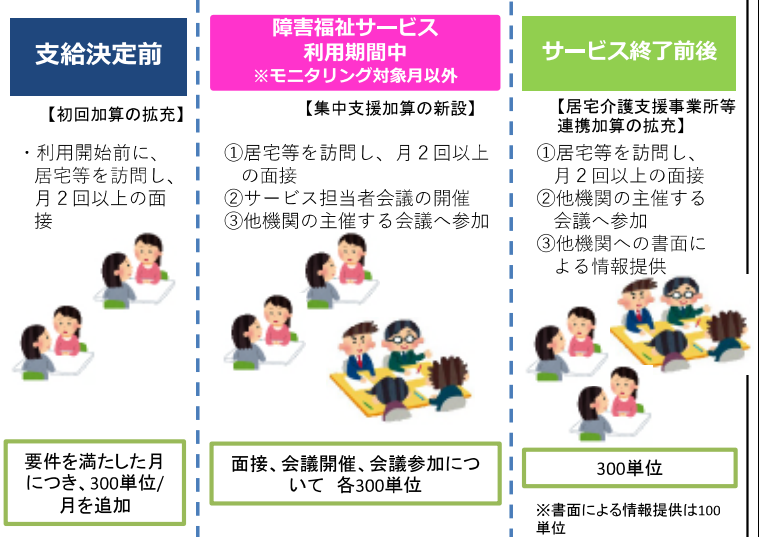 支給決定前
【初回加算の拡充】
・利用開始前に、
居宅等を訪問し、
月２回以上の面
接
要件を満たした月
につき、300単位/
月を追加
障害福祉サービス
利用期間中
※モニタリング対象月以外
【集中支援加算の新設】
①居宅等を訪問し、月２回以上
の面接
②サービス担当者会議の開催
③他機関の主催する会議へ参加
面接、会議開催、会議参加につ
いて　各300単位
サービス終了前後
【居宅介護支援事業所等
連携加算の拡充】
①居宅等を訪問し、
月２回以上の面接
②他機関の主催する
会議へ参加
③他機関への書面に
よる情報提供
300単位
※書面による情報提供は100
単位